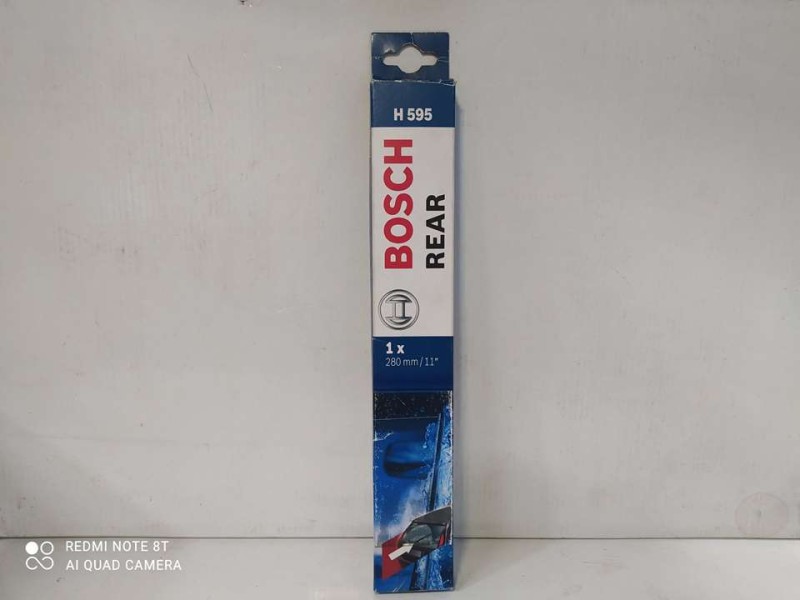 H 595
BOSCH
REAR
1 x
280 mm / 11"
REDMI NOTE 8T
AI QUAD CAMERA